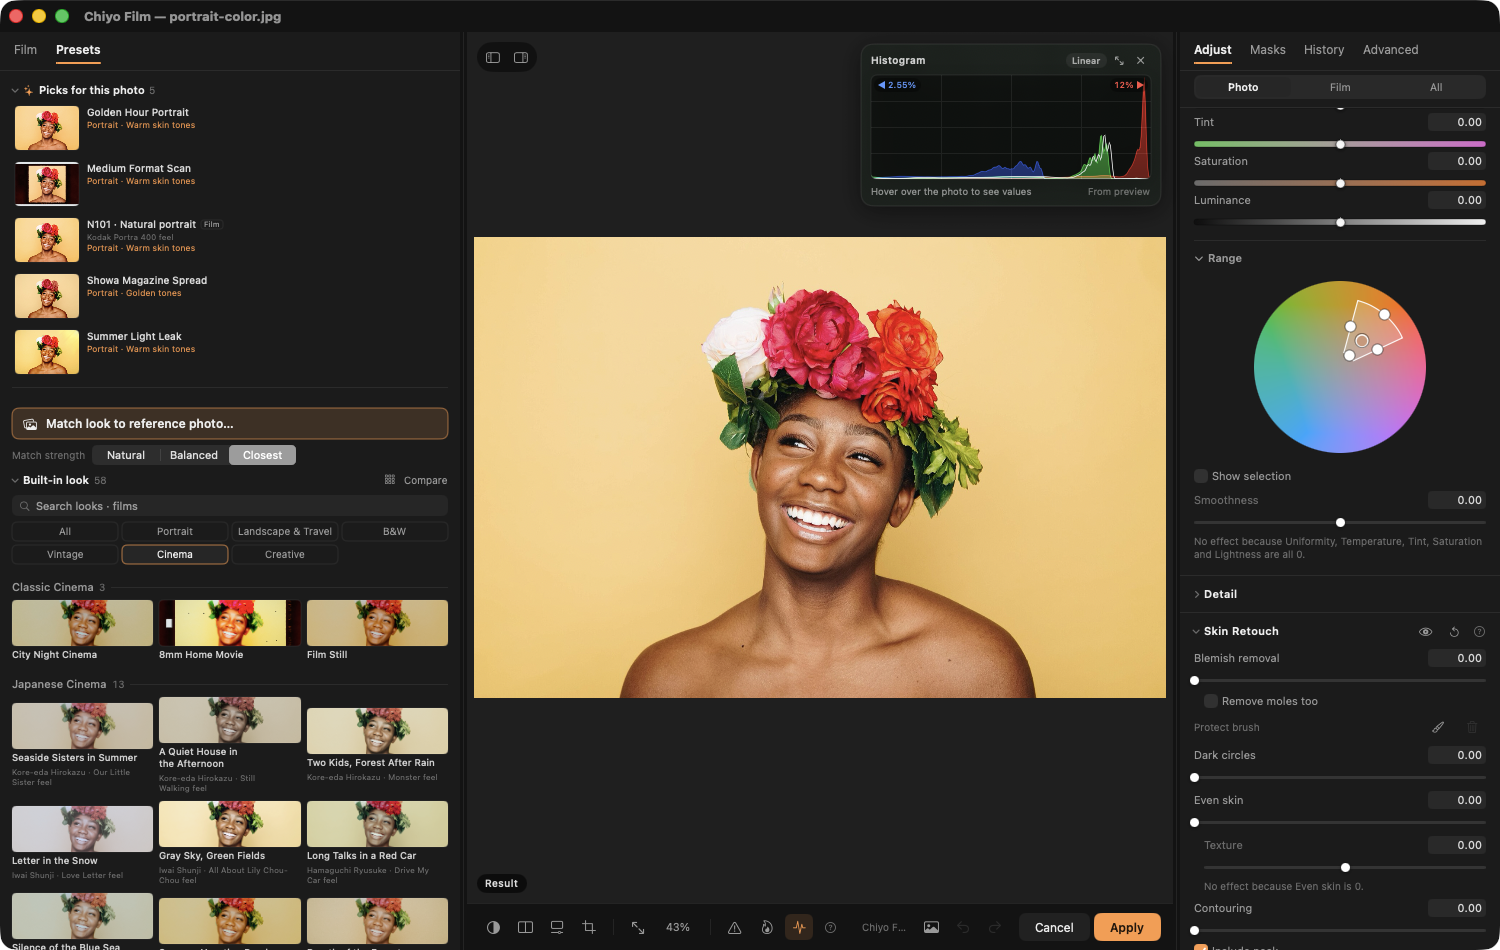 Chiyo Film — portrait-color.jpg
Film
Presets
Picks for this photo 5
Golden Hour Portrait
Portrait · Warm skin tones
Medium Format Scan
Portrait · Warm skin tones
N101 · Natural portrait Film
Kodak Portra 400 feel
Portrait · Warm skin tones
Showa Magazine Spread
Portrait · Golden tones
Summer Light Leak
Portrait · Warm skin tones
Match look to reference photo...
Match strength Natural Balanced Closest
Built-in look 58 Compare
Search looks · films
All Portrait Landscape & Travel B&W
Vintage Cinema Creative
Classic Cinema 3
City Night Cinema
8mm Home Movie
Film Still
Japanese Cinema 13
Seaside Sisters in Summer
Kore-eda Hirokazu · Our Little
Sister feel
A Quiet House in
the Afternoon
Kore-eda Hirokazu · Still
Walking feel
Two Kids, Forest After Rain
Kore-eda Hirokazu · Monster feel
Letter in the Snow
Iwai Shunji · Love Letter feel
Gray Sky, Green Fields
Iwai Shunji · All About Lily Chou-
Chou feel
Long Talks in a Red Car
Hamaguchi Ryusuke · Drive My
Car feel
Silence of the Blue Sea
Histogram Linear
2.55% 12%
Hover over the photo to see values From preview
Result
43%
Chiyo F...
Cancel
Apply
Adjust Masks History Advanced
Photo Film All
Tint 0.00
Saturation 0.00
Luminance 0.00
Range
Show selection
Smoothness 0.00
No effect because Uniformity, Temperature, Tint, Saturation
and Lightness are all 0.
Detail
Skin Retouch
Blemish removal 0.00
Remove moles too
Protect brush
Dark circles 0.00
Even skin 0.00
Texture 0.00
No effect because Even skin is 0.
Contouring 0.00